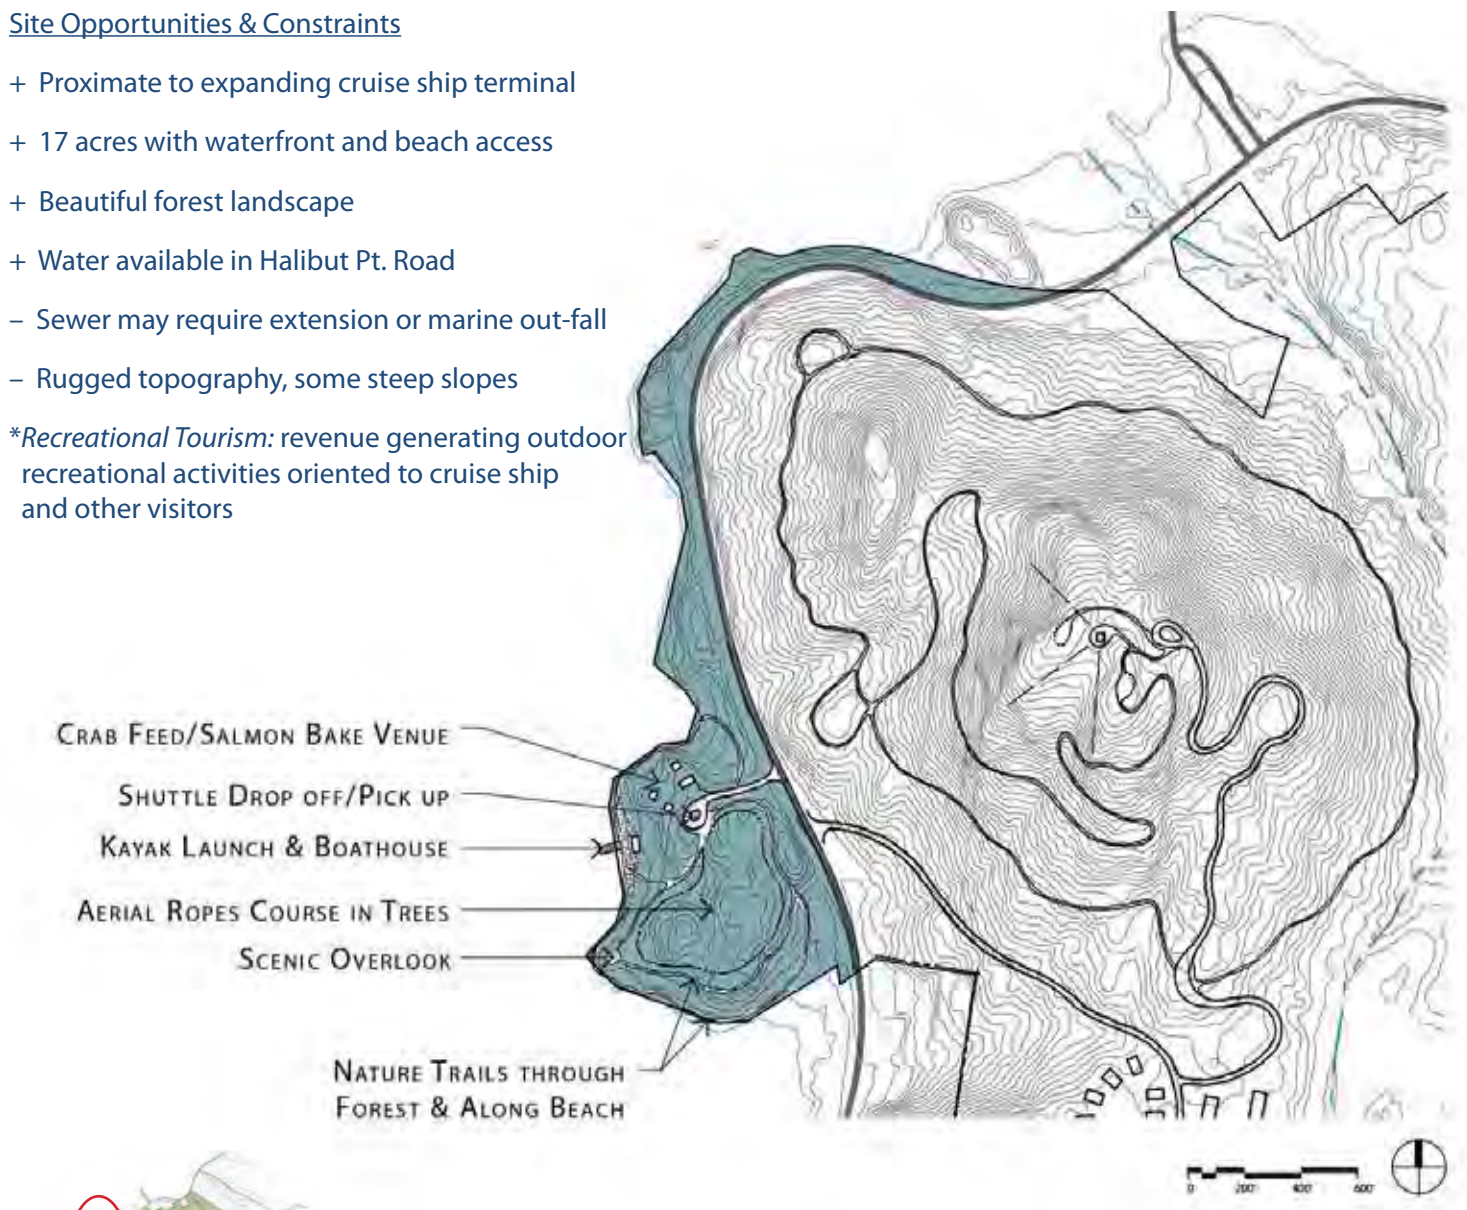 Site Opportunities & Constraints
+ Proximate to expanding cruise ship terminal
+ 17 acres with waterfront and beach access
+ Beautiful forest landscape
+ Water available in Halibut Pt. Road
– Sewer may require extension or marine out-fall
– Rugged topography, some steep slopes
*Recreational Tourism: revenue generating outdoor
recreational activities oriented to cruise ship
and other visitors
Crab Feed/Salmon Bake Venue
Shuttle Drop off/Pick up
Kayak Launch & Boathouse
Aerial Ropes Course in Trees
Scenic Overlook
Nature Trails through
Forest & Along Beach
0 200' 400' 600'